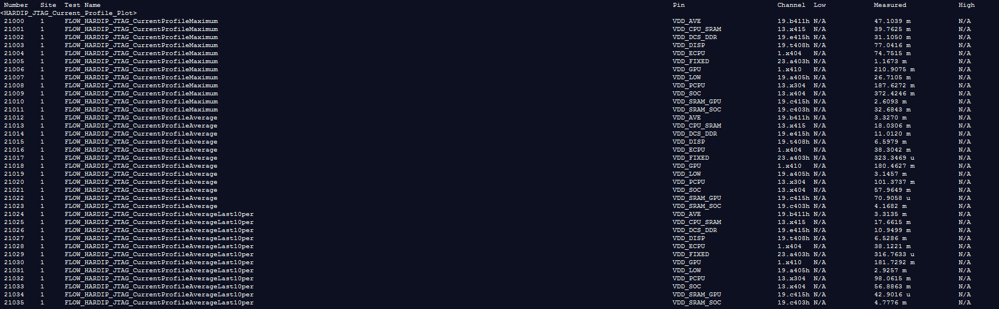 Number Site Test Name Pin Channel Low Measured High
<HARDIP_JTAG_Current_Profile_Plot>
21000 1 FLOW_HARDIP_JTAG_CurrentProfileMaximum VDD_AVE 19.b411h N/A 47.1039 m N/A
21001 1 FLOW_HARDIP_JTAG_CurrentProfileMaximum VDD_CPU_SRAM 13.x415 N/A 39.7625 m N/A
21002 1 FLOW_HARDIP_JTAG_CurrentProfileMaximum VDD_DCS_DDR 19.e415h N/A 31.1050 m N/A
21003 1 FLOW_HARDIP_JTAG_CurrentProfileMaximum VDD_DISP 19.t408h N/A 77.0416 m N/A
21004 1 FLOW_HARDIP_JTAG_CurrentProfileMaximum VDD_ECPU 1.x404 N/A 74.7515 m N/A
21005 1 FLOW_HARDIP_JTAG_CurrentProfileMaximum VDD_FIXED 23.a403h N/A 1.1673 m N/A
21006 1 FLOW_HARDIP_JTAG_CurrentProfileMaximum VDD_GPU 1.x410 N/A 210.9075 m N/A
21007 1 FLOW_HARDIP_JTAG_CurrentProfileMaximum VDD_LOW 19.a405h N/A 26.7105 m N/A
21008 1 FLOW_HARDIP_JTAG_CurrentProfileMaximum VDD_PCPU 13.x304 N/A 187.6272 m N/A
21009 1 FLOW_HARDIP_JTAG_CurrentProfileMaximum VDD_SOC 13.x404 N/A 372.4246 m N/A
21010 1 FLOW_HARDIP_JTAG_CurrentProfileMaximum VDD_SRAM_GPU 19.c415h N/A 2.6093 m N/A
21011 1 FLOW_HARDIP_JTAG_CurrentProfileMaximum VDD_SRAM_SOC 19.c403h N/A 32.6843 m N/A
21012 1 FLOW_HARDIP_JTAG_CurrentProfileAverage VDD_AVE 19.b411h N/A 3.3270 m N/A
21013 1 FLOW_HARDIP_JTAG_CurrentProfileAverage VDD_CPU_SRAM 13.x415 N/A 18.0306 m N/A
21014 1 FLOW_HARDIP_JTAG_CurrentProfileAverage VDD_DCS_DDR 19.e415h N/A 11.0120 m N/A
21015 1 FLOW_HARDIP_JTAG_CurrentProfileAverage VDD_DISP 19.t408h N/A 6.5979 m N/A
21016 1 FLOW_HARDIP_JTAG_CurrentProfileAverage VDD_ECPU 1.x404 N/A 38.3042 m N/A
21017 1 FLOW_HARDIP_JTAG_CurrentProfileAverage VDD_FIXED 23.a403h N/A 323.3469 u N/A
21018 1 FLOW_HARDIP_JTAG_CurrentProfileAverage VDD_GPU 1.x410 N/A 180.4627 m N/A
21019 1 FLOW_HARDIP_JTAG_CurrentProfileAverage VDD_LOW 19.a405h N/A 3.1457 m N/A
21020 1 FLOW_HARDIP_JTAG_CurrentProfileAverage VDD_PCPU 13.x304 N/A 101.3737 m N/A
21021 1 FLOW_HARDIP_JTAG_CurrentProfileAverage VDD_SOC 13.x404 N/A 57.9649 m N/A
21022 1 FLOW_HARDIP_JTAG_CurrentProfileAverage VDD_SRAM_GPU 19.c415h N/A 70.9058 u N/A
21023 1 FLOW_HARDIP_JTAG_CurrentProfileAverage VDD_SRAM_SOC 19.c403h N/A 4.1682 m N/A
21024 1 FLOW_HARDIP_JTAG_CurrentProfileAverageLast10per VDD_AVE 19.b411h N/A 3.3135 m N/A
21025 1 FLOW_HARDIP_JTAG_CurrentProfileAverageLast10per VDD_CPU_SRAM 13.x415 N/A 17.6615 m N/A
21026 1 FLOW_HARDIP_JTAG_CurrentProfileAverageLast10per VDD_DCS_DDR 19.e415h N/A 10.9499 m N/A
21027 1 FLOW_HARDIP_JTAG_CurrentProfileAverageLast10per VDD_DISP 19.t408h N/A 6.5286 m N/A
21028 1 FLOW_HARDIP_JTAG_CurrentProfileAverageLast10per VDD_ECPU 1.x404 N/A 38.1221 m N/A
21029 1 FLOW_HARDIP_JTAG_CurrentProfileAverageLast10per VDD_FIXED 23.a403h N/A 316.7633 u N/A
21030 1 FLOW_HARDIP_JTAG_CurrentProfileAverageLast10per VDD_GPU 1.x410 N/A 181.7292 m N/A
21031 1 FLOW_HARDIP_JTAG_CurrentProfileAverageLast10per VDD_LOW 19.a405h N/A 2.9257 m N/A
21032 1 FLOW_HARDIP_JTAG_CurrentProfileAverageLast10per VDD_PCPU 13.x304 N/A 98.0615 m N/A
21033 1 FLOW_HARDIP_JTAG_CurrentProfileAverageLast10per VDD_SOC 13.x404 N/A 56.8863 m N/A
21034 1 FLOW_HARDIP_JTAG_CurrentProfileAverageLast10per VDD_SRAM_GPU 19.c415h N/A 42.9016 u N/A
21035 1 FLOW_HARDIP_JTAG_CurrentProfileAverageLast10per VDD_SRAM_SOC 19.c403h N/A 4.7776 m N/A